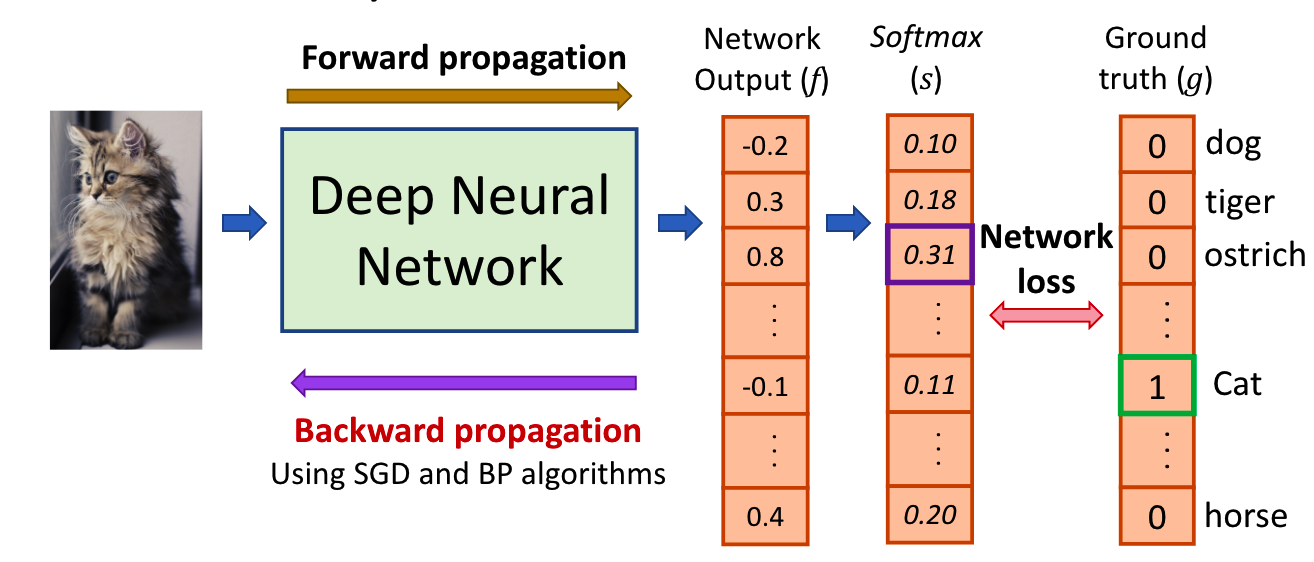 Forward propagation
Deep Neural
Network
Backward propagation
Using SGD and BP algorithms
Network
Output (f)
-0.2
0.3
0.8
⋮
-0.1
⋮
0.4
Softmax
(s)
0.10
0.18
0.31
⋮
0.11
⋮
0.20
Network
loss
Ground
truth (g)
0 dog
0 tiger
0 ostrich
⋮
1 Cat
⋮
0 horse